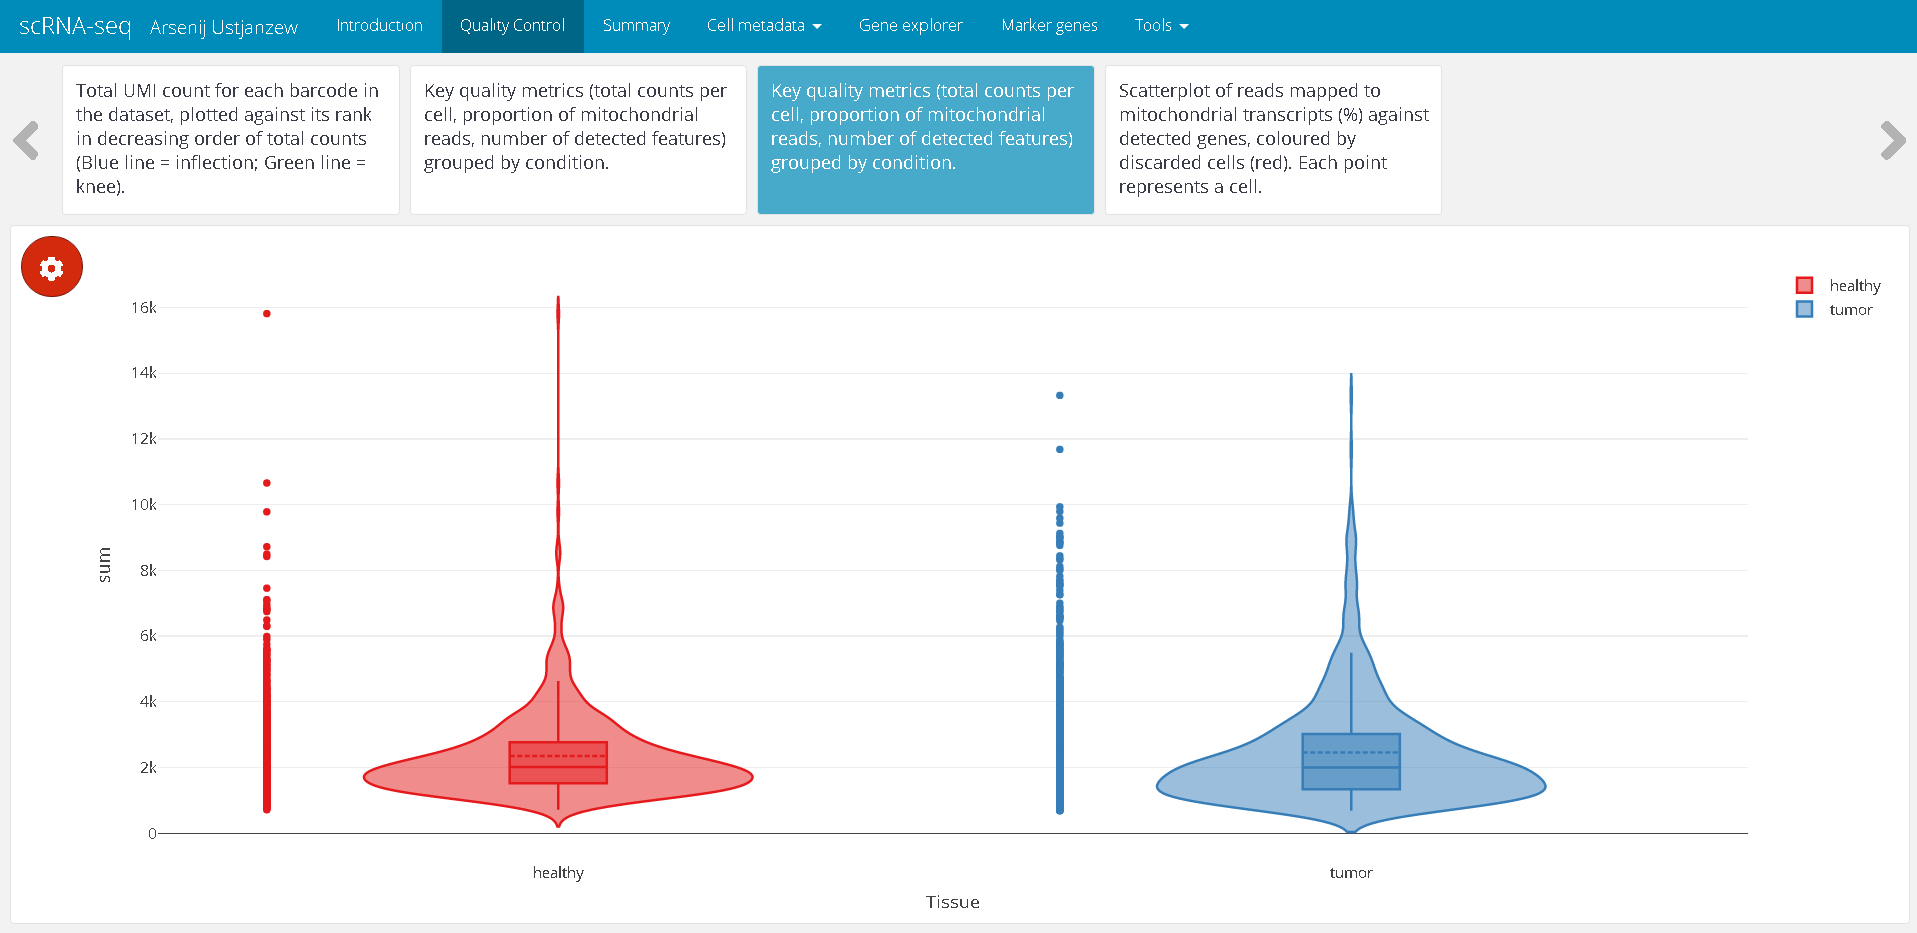 scRNA-seq Arsenij Ustjanzew Introduction Quality Control Summary Cell metadata Gene explorer Marker genes Tools
Total UMI count for each barcode in
the dataset, plotted against its rank
in decreasing order of total counts
(Blue line = inflection; Green line =
knee).
Key quality metrics (total counts per
cell, proportion of mitochondrial
reads, number of detected features)
grouped by condition.
Key quality metrics (total counts per
cell, proportion of mitochondrial
reads, number of detected features)
grouped by condition.
Scatterplot of reads mapped to
mitochondrial transcripts (%) against
detected genes, coloured by
discarded cells (red). Each point
represents a cell.
healthy
tumor
16k
14k
12k
10k
8k
6k
4k
2k
0
sum
healthy
tumor
Tissue